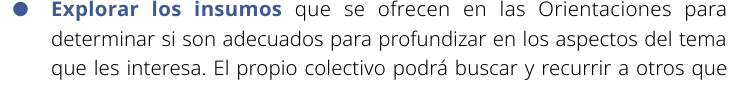 ● Explorar los insumos que se ofrecen en las Orientaciones para
determinar si son adecuados para profundizar en los aspectos del tema
que les interesa. El propio colectivo podrá buscar y recurrir a otros que